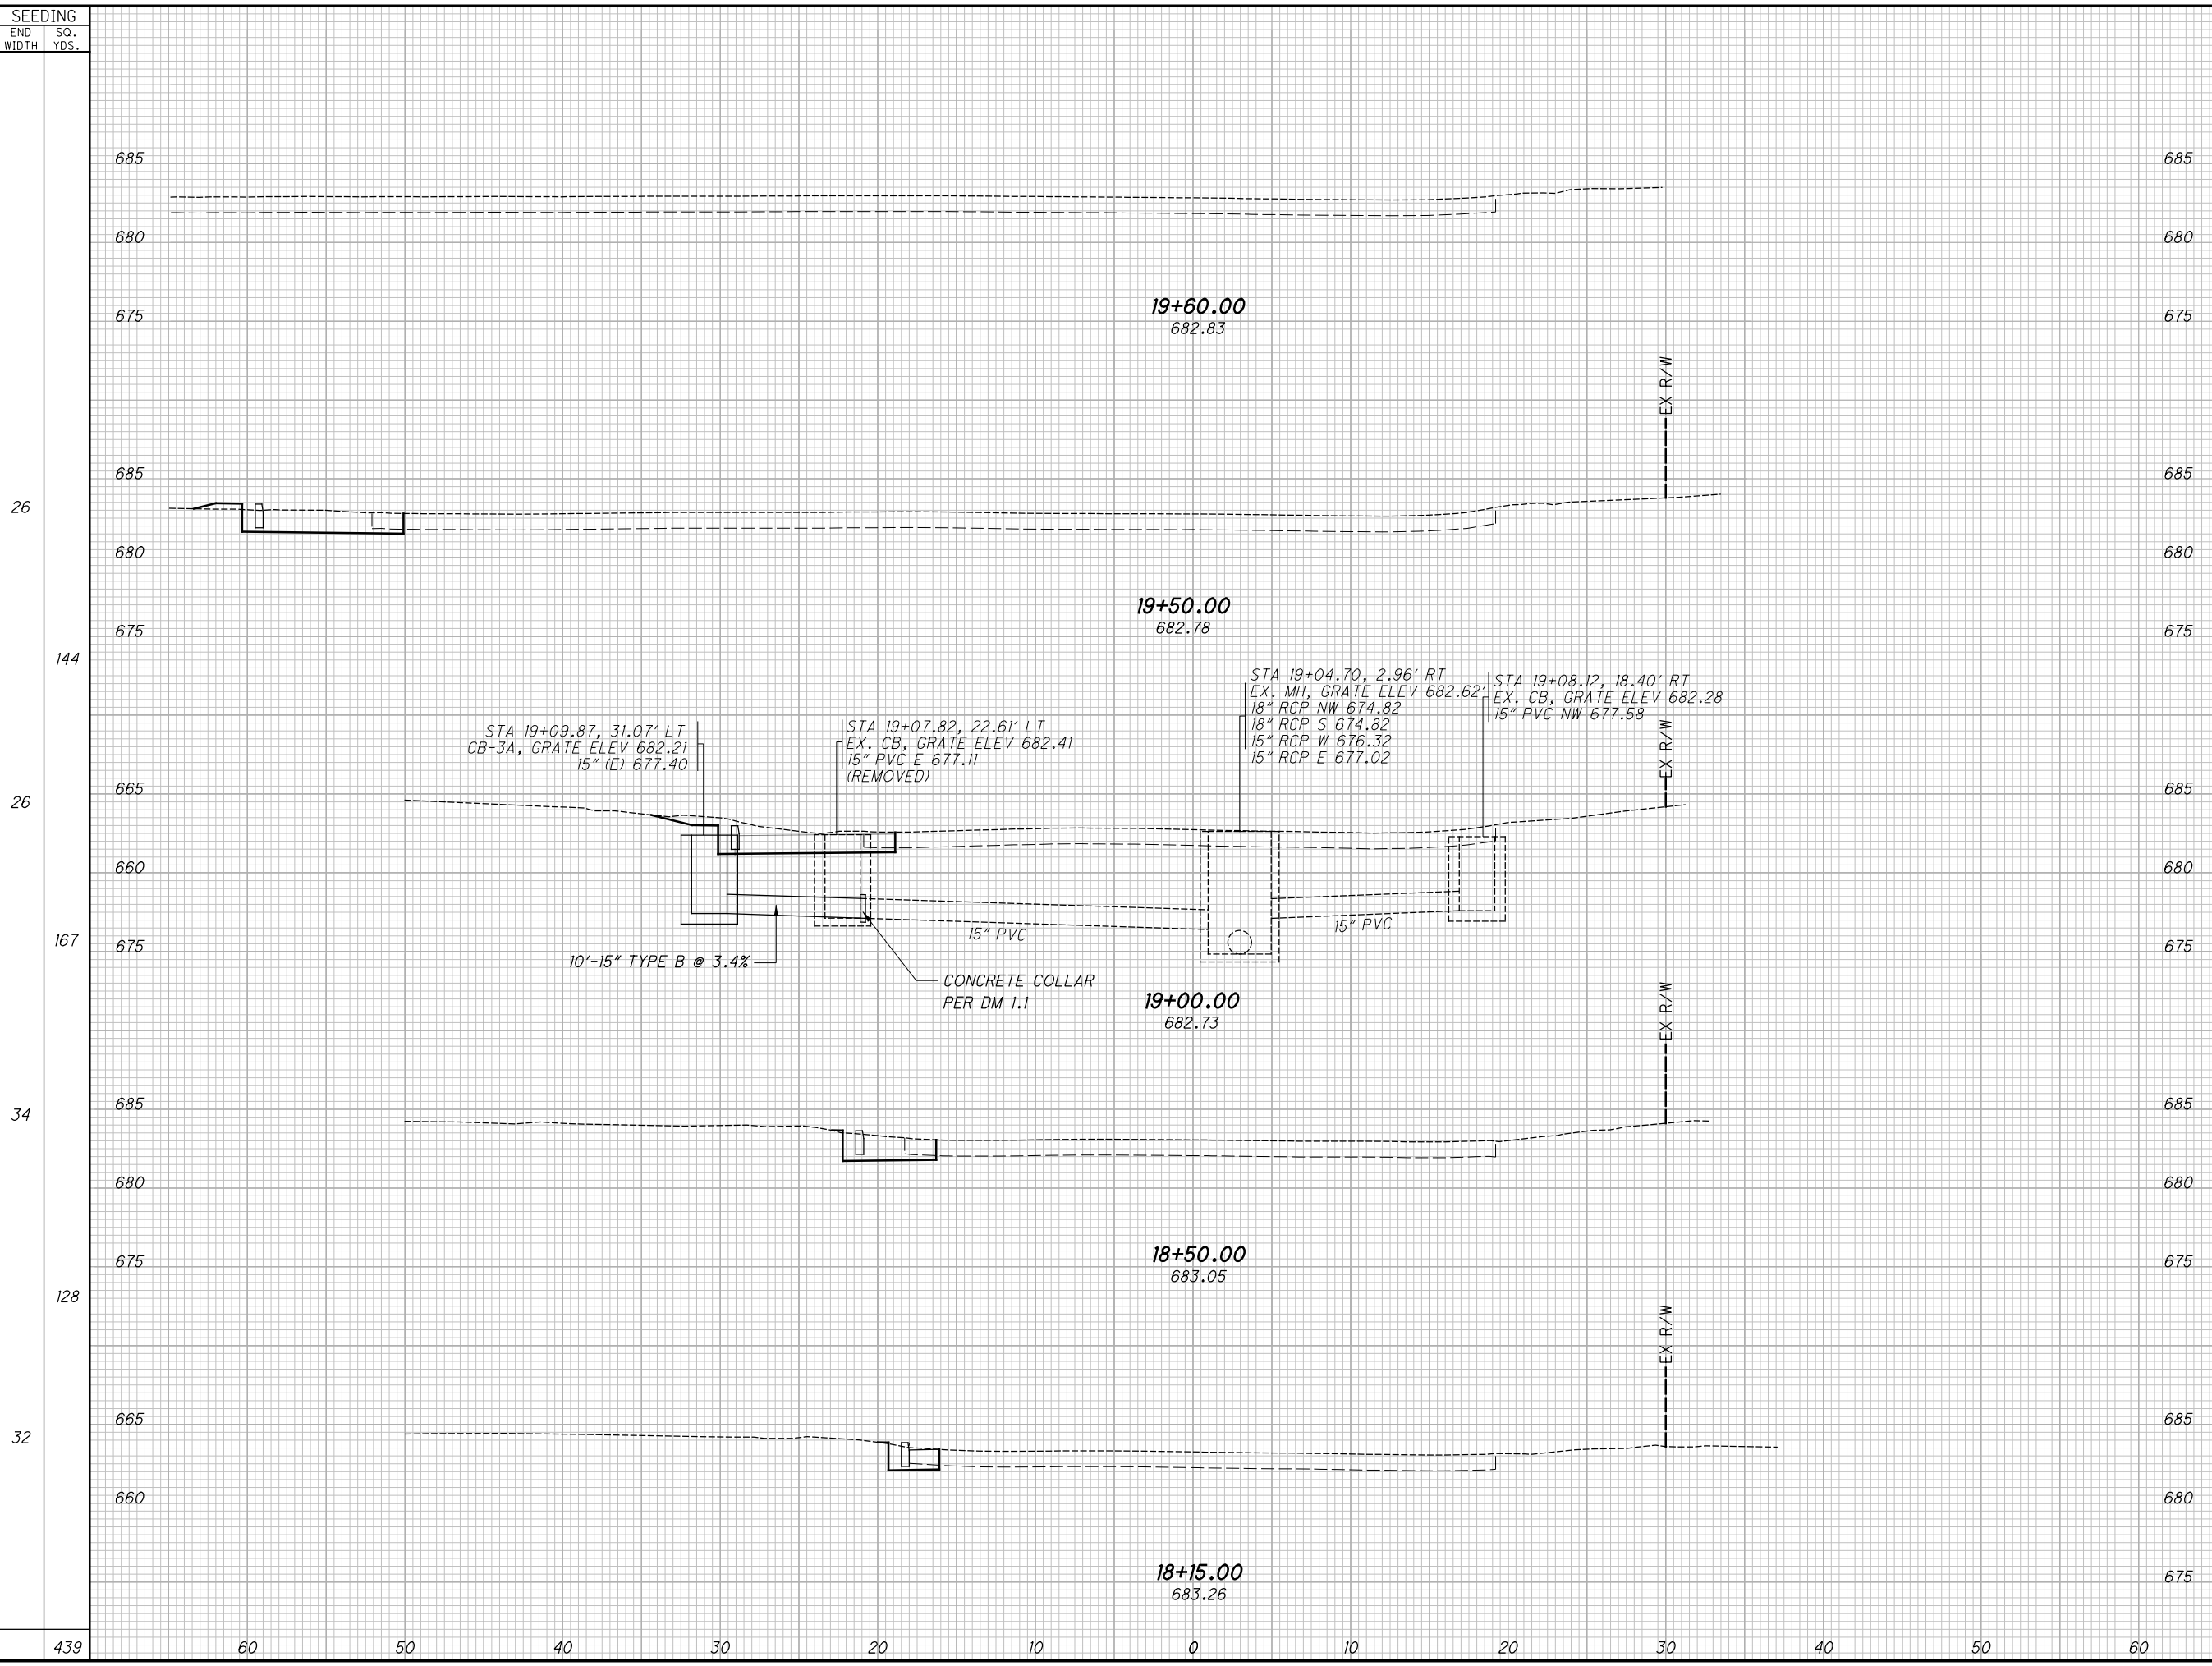 SEEDING
END WIDTH
SQ. YDS.
685 685
680 680
675 675
19+60.00
682.83
EX R/W
685 685
26
680 680
19+50.00
682.78
675 675
144
STA 19+09.87, 31.07' LT
CB-3A, GRATE ELEV 682.21
15" (E) 677.40
STA 19+07.82, 22.61' LT
EX. CB, GRATE ELEV 682.41
15" PVC E 677.11
(REMOVED)
STA 19+04.70, 2.96' RT
EX. MH, GRATE ELEV 682.62'
18" RCP NW 674.82
18" RCP S 674.82
15" RCP W 676.32
15" RCP E 677.02
STA 19+08.12, 18.40' RT
EX. CB, GRATE ELEV 682.28
15" PVC NW 677.58
EX R/W
665 685
26
660 680
15" PVC
15" PVC
167
675 675
10'-15" TYPE B @ 3.4%
CONCRETE COLLAR
PER DM 1.1
19+00.00
682.73
EX R/W
685 685
34
680 680
18+50.00
683.05
675 675
128
EX R/W
665 685
32
660 680
18+15.00
683.26
675
439
60 50 40 30 20 10 0 10 20 30 40 50 60